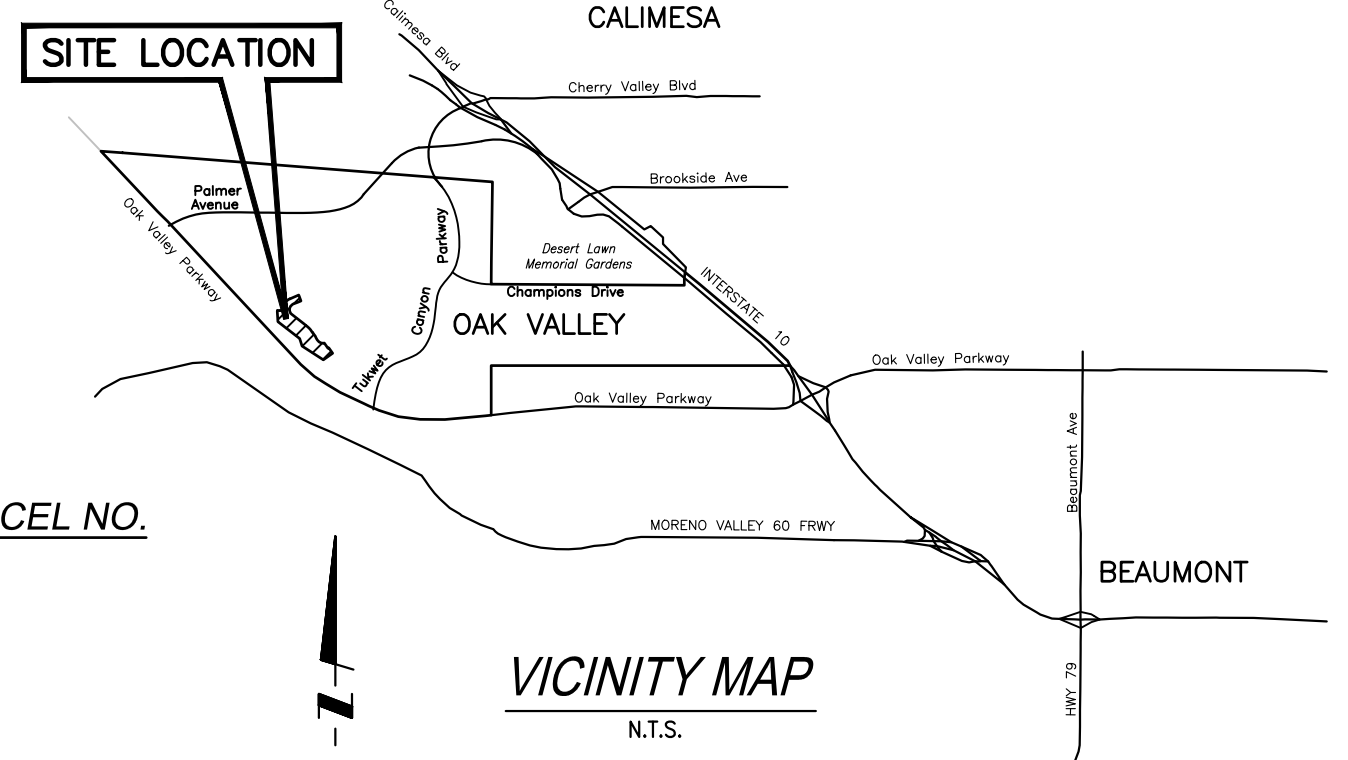 CALIMESA
SITE LOCATION
Calimesa Blvd
Cherry Valley Blvd
Brookside Ave
Palmer
Avenue
Oak Valley Parkway
Parkway
Canyon
Tukwet
Desert Lawn
Memorial Gardens
Champions Drive
INTERSTATE 10
OAK VALLEY
Oak Valley Parkway
Oak Valley Parkway
Beaumont Ave
CEL NO.
MORENO VALLEY 60 FRWY
BEAUMONT
N
VICINITY MAP
N.T.S.
HWY 79